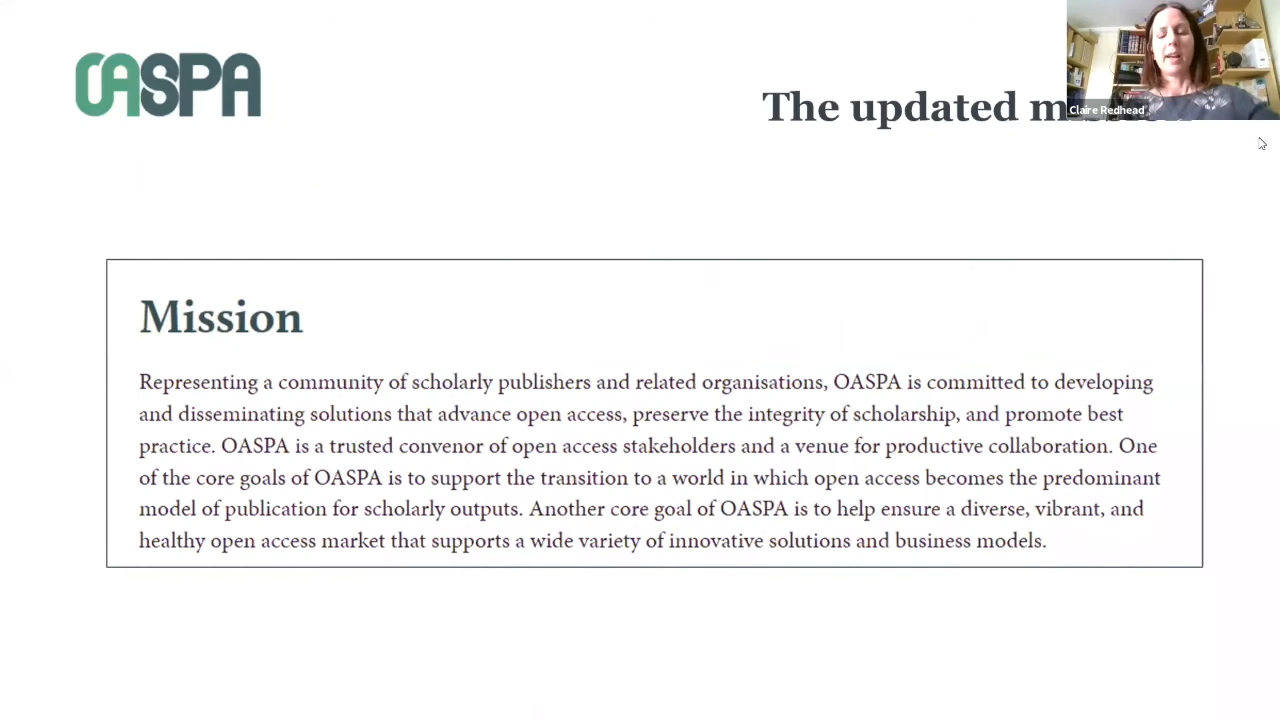 OASPA
The updated
Claire Redhead
Mission
Representing a community of scholarly publishers and related organisations, OASPA is committed to developing
and disseminating solutions that advance open access, preserve the integrity of scholarship, and promote best
practice. OASPA is a trusted convenor of open access stakeholders and a venue for productive collaboration. One
of the core goals of OASPA is to support the transition to a world in which open access becomes the predominant
model of publication for scholarly outputs. Another core goal of OASPA is to help ensure a diverse, vibrant, and
healthy open access market that supports a wide variety of innovative solutions and business models.